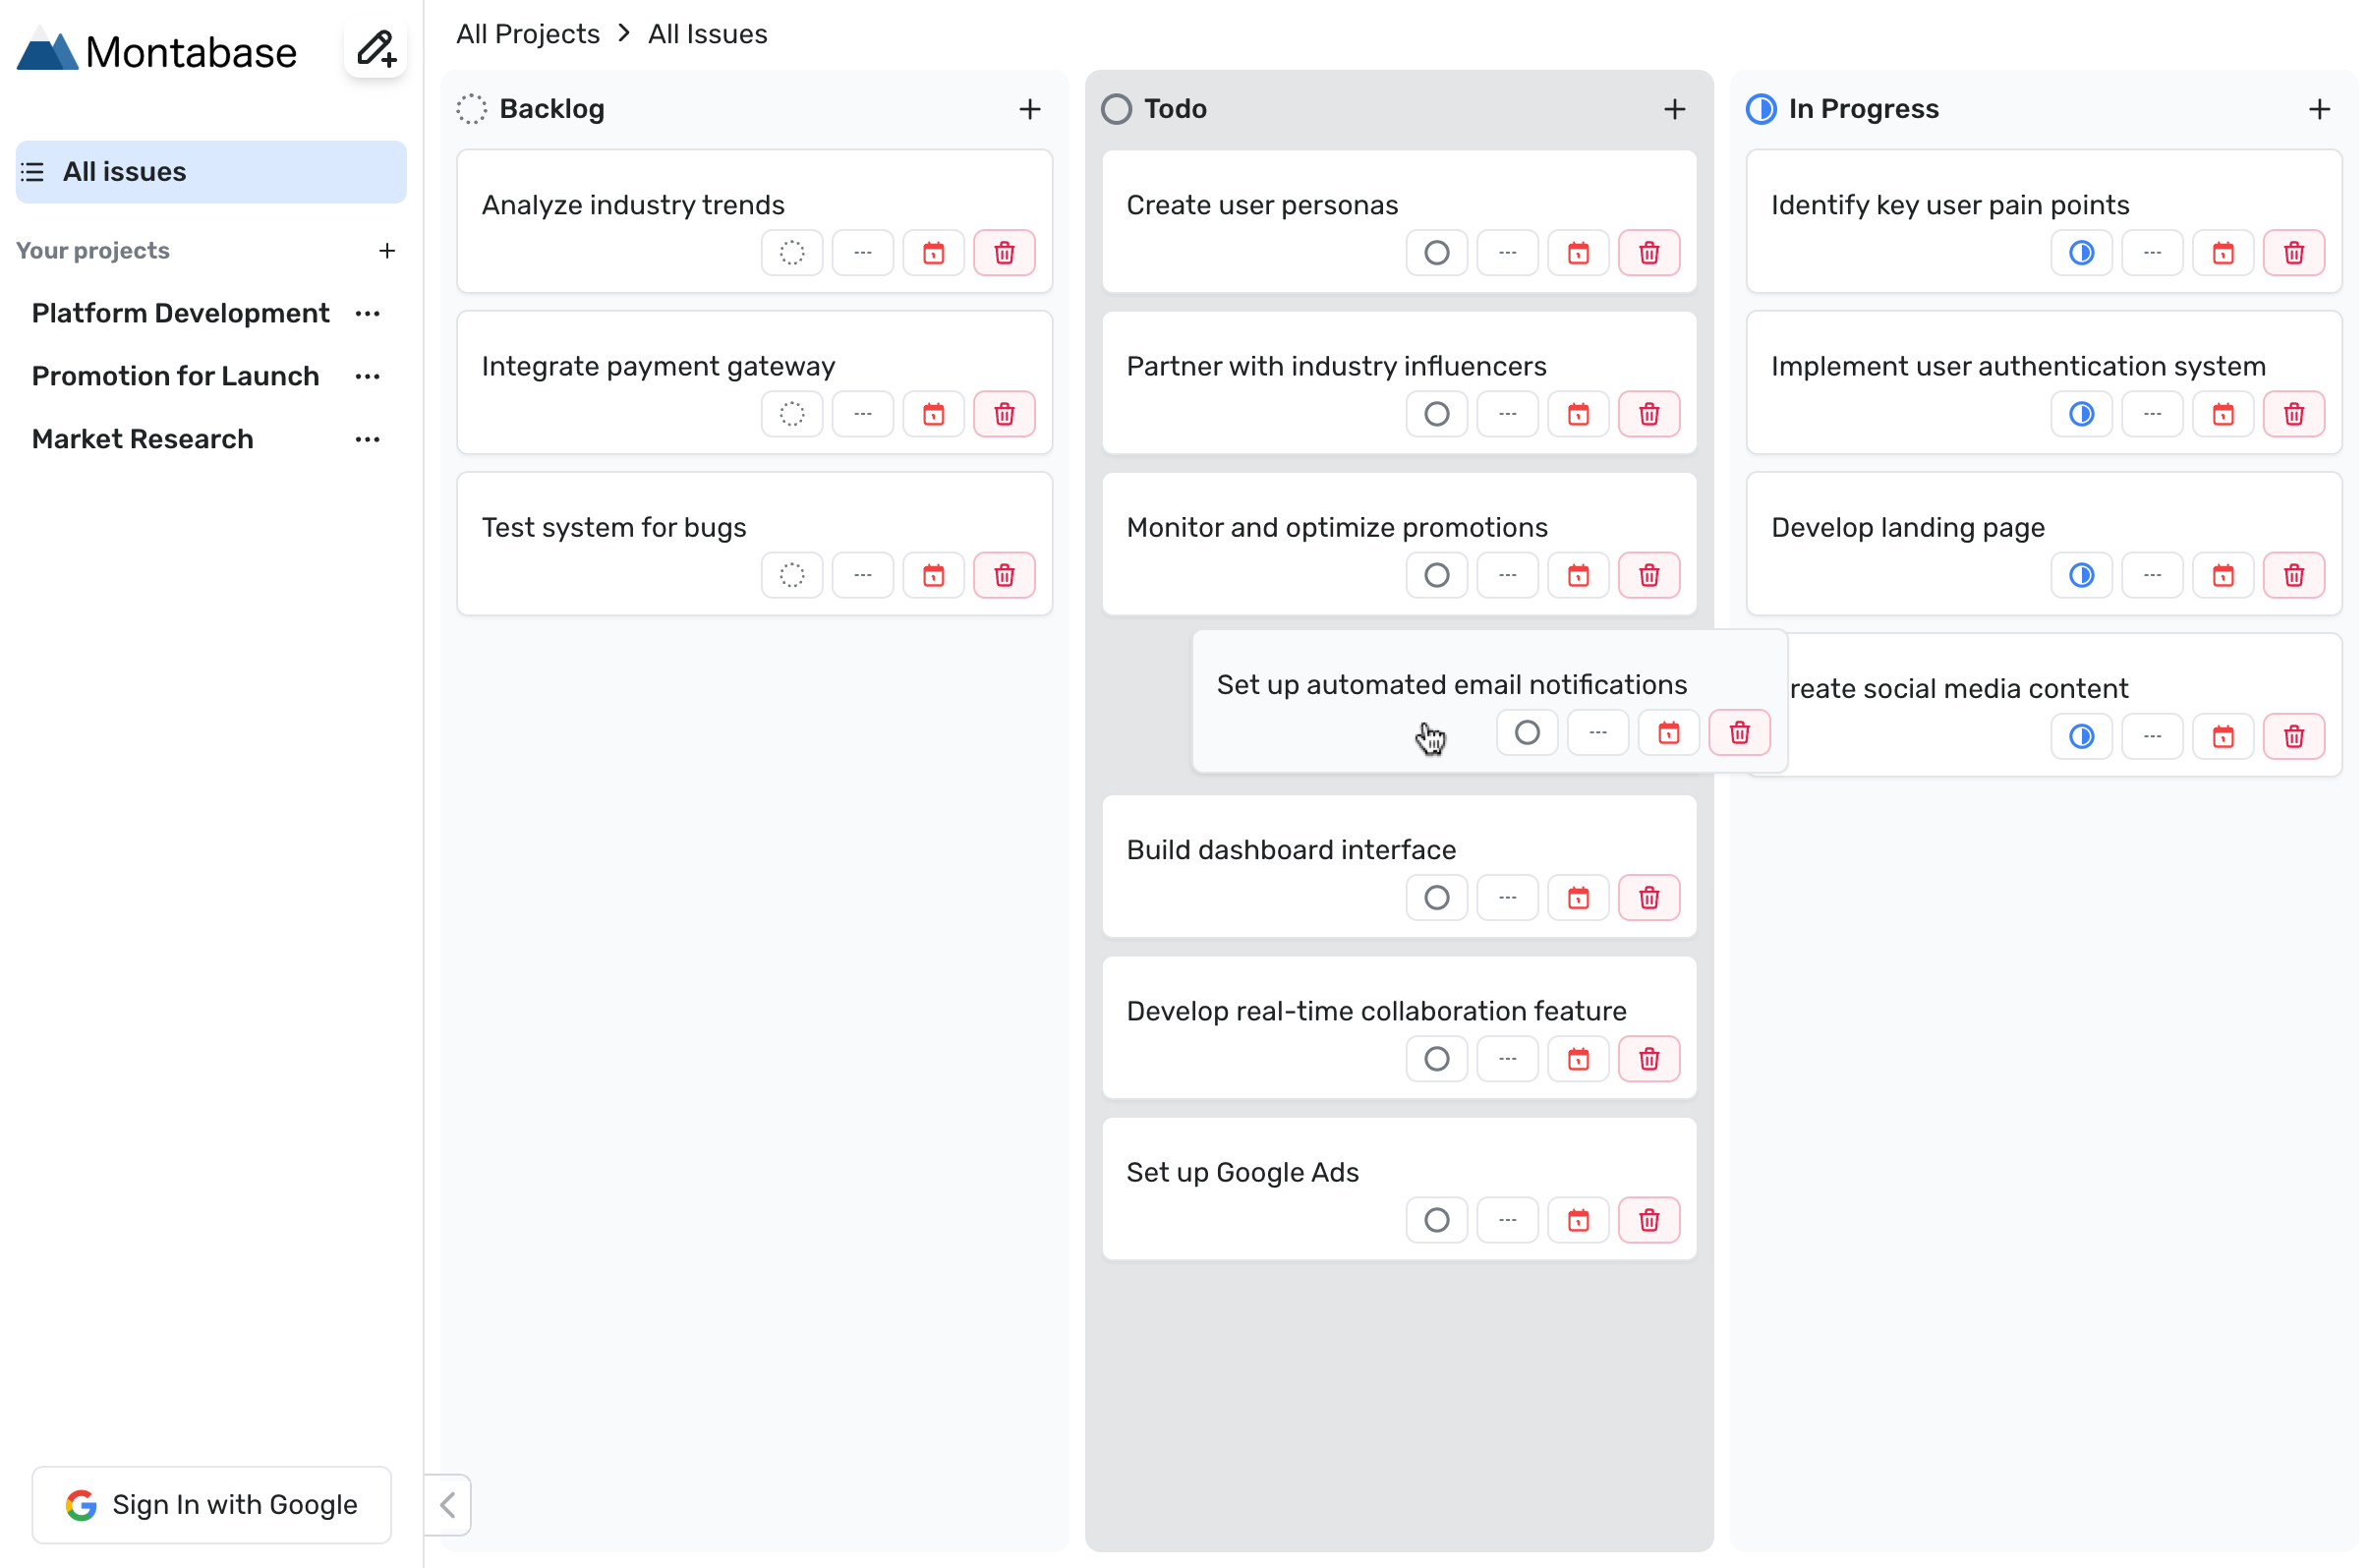 Montabase
All issues
Your projects
Platform Development
Promotion for Launch
Market Research
Sign In with Google
All Projects > All Issues
Backlog
Analyze industry trends
Integrate payment gateway
Test system for bugs
Todo
Create user personas
Partner with industry influencers
Monitor and optimize promotions
Set up automated email notifications
Build dashboard interface
Develop real-time collaboration feature
Set up Google Ads
In Progress
Identify key user pain points
Implement user authentication system
Develop landing page
reate social media content